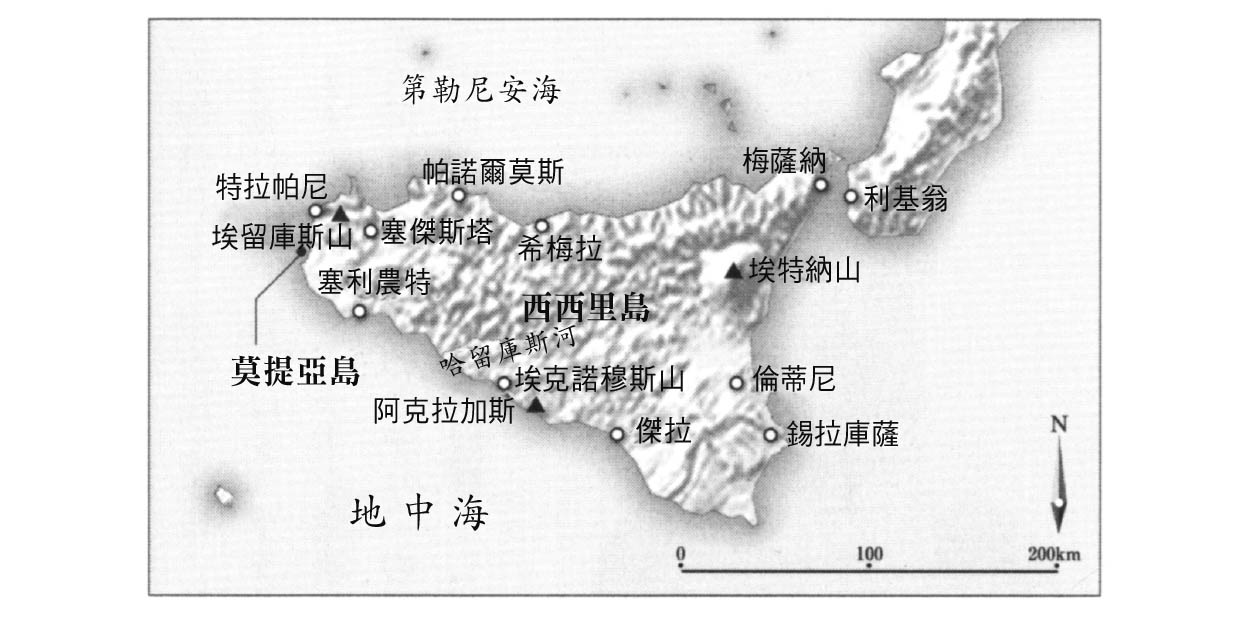 第勒尼安海
梅薩納
帕諾爾莫斯
特拉帕尼
利基翁
塞傑斯塔
埃留庫斯山
希梅拉
埃特納山
塞利農特
西西里島
哈留庫斯河
莫提亞島
埃克諾穆斯山
倫蒂尼
阿克拉加斯
傑拉
錫拉庫薩
N
地中海
0 100 200km